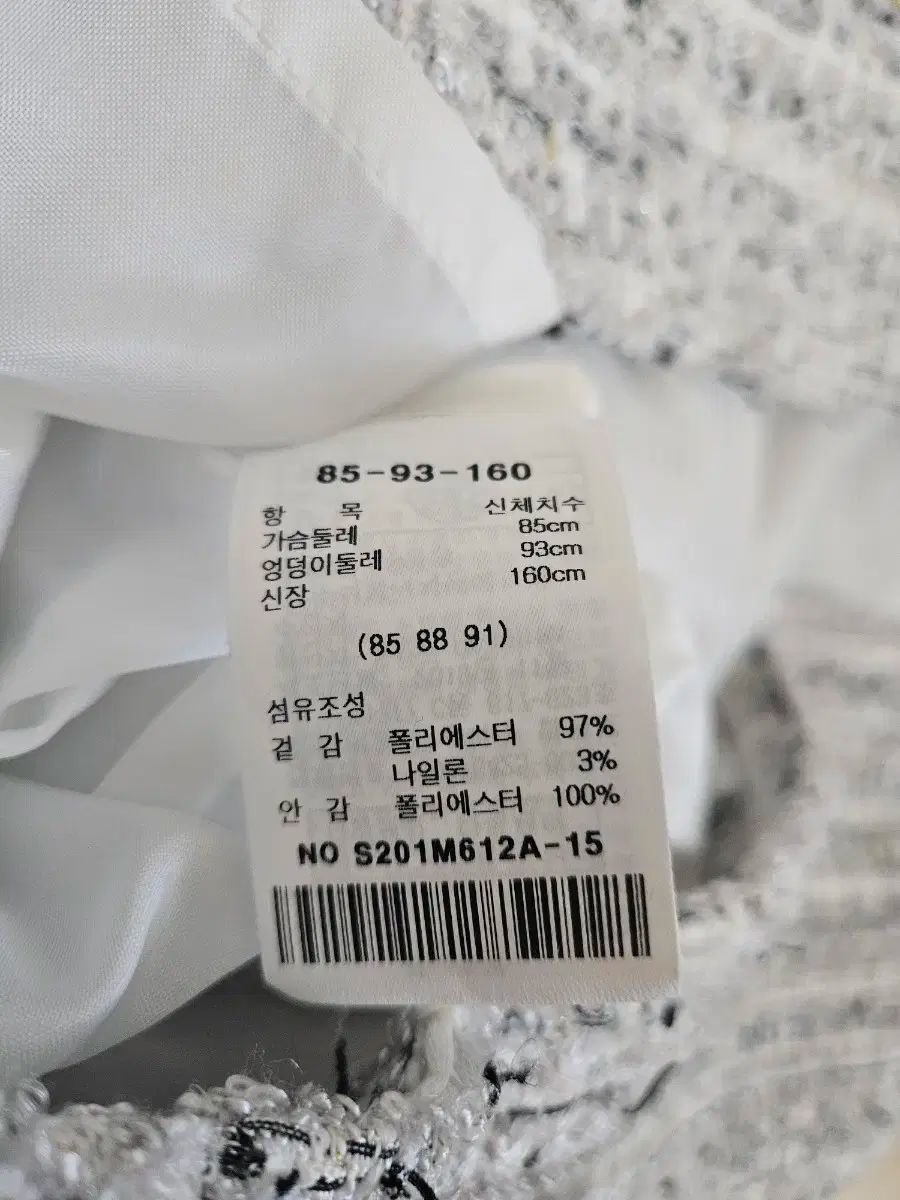 85-93-160
항 목 신체치수
가슴둘레 85cm
엉덩이둘레 93cm
신장 160cm
(85 88 91)
섬유조성
겉 감 폴리에스터 97%
나일론 3%
안 감 폴리에스터 100%
NO S201M612A-15